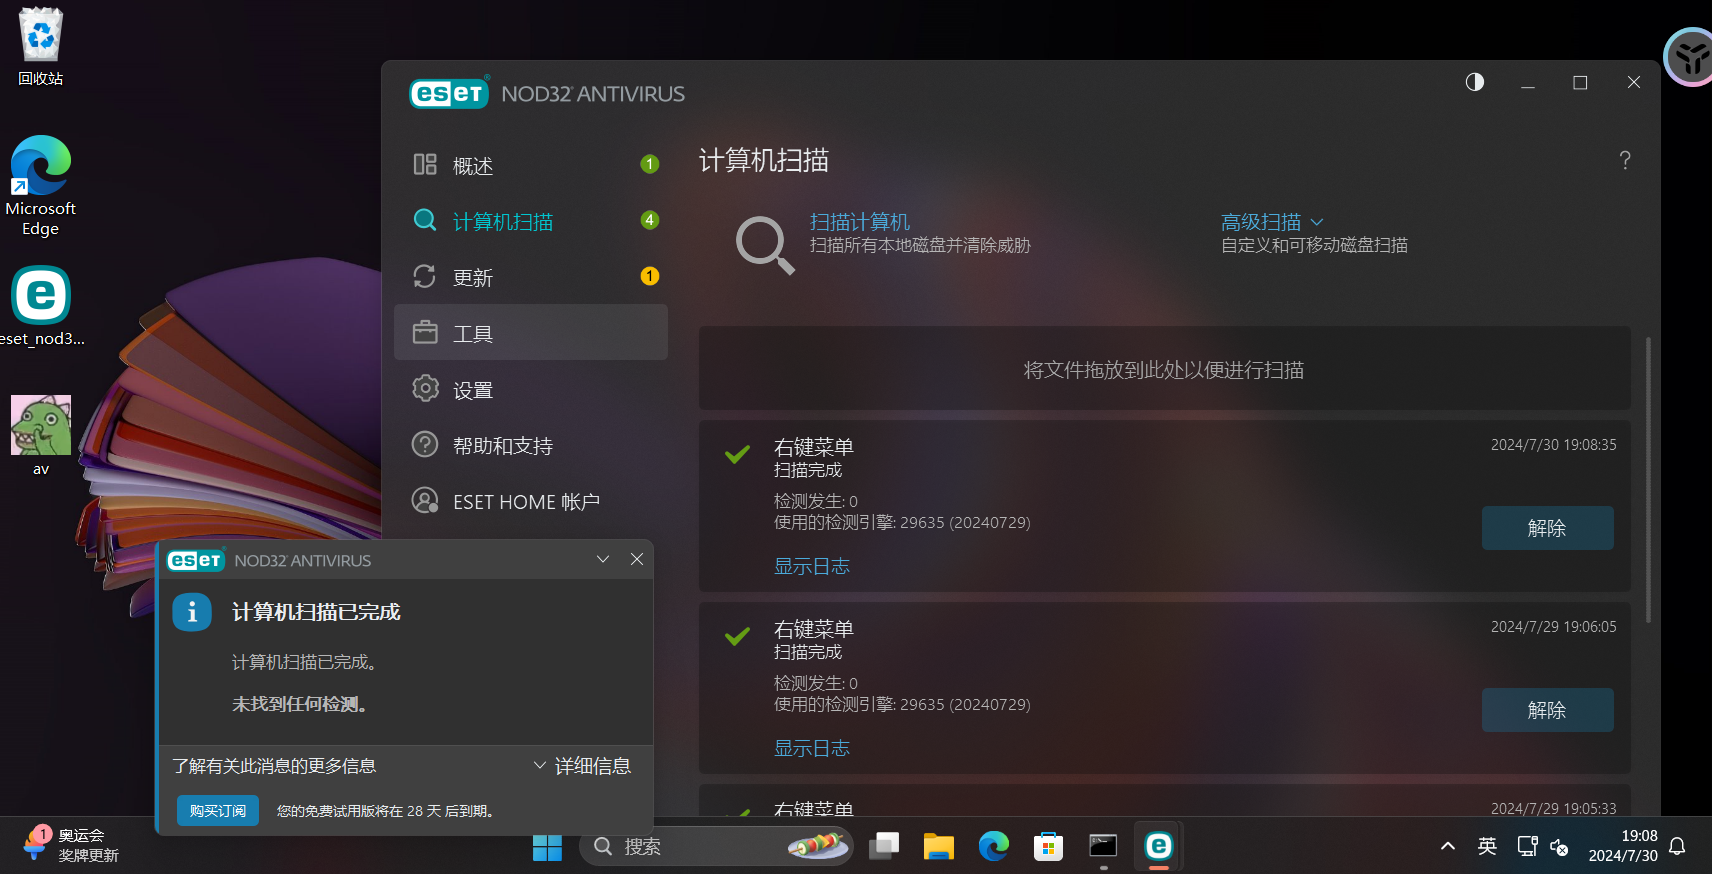 回收站
Microsoft
Edge
eset_nod3...
av
eset NOD32 ANTIVIRUS
概述
1
计算机扫描
4
更新
1
工具
设置
帮助和支持
ESET HOME 帐户
计算机扫描
?
扫描计算机
扫描所有本地磁盘并清除威胁
高级扫描
自定义和可移动磁盘扫描
将文件拖放到此处以便进行扫描
右键菜单
2024/7/30 19:08:35
扫描完成
检测发生: 0
使用的检测引擎: 29635 (20240729)
解除
显示日志
右键菜单
2024/7/29 19:06:05
扫描完成
检测发生: 0
使用的检测引擎: 29635 (20240729)
解除
显示日志
右键菜单
2024/7/29 19:05:33
eset NOD32 ANTIVIRUS
计算机扫描已完成
计算机扫描已完成。
未找到任何检测。
了解有关此消息的更多信息
详细信息
购买订阅
您的免费试用版将在 28 天 后到期。
1
奥运会
奖牌更新
搜索
英
19:08
2024/7/30